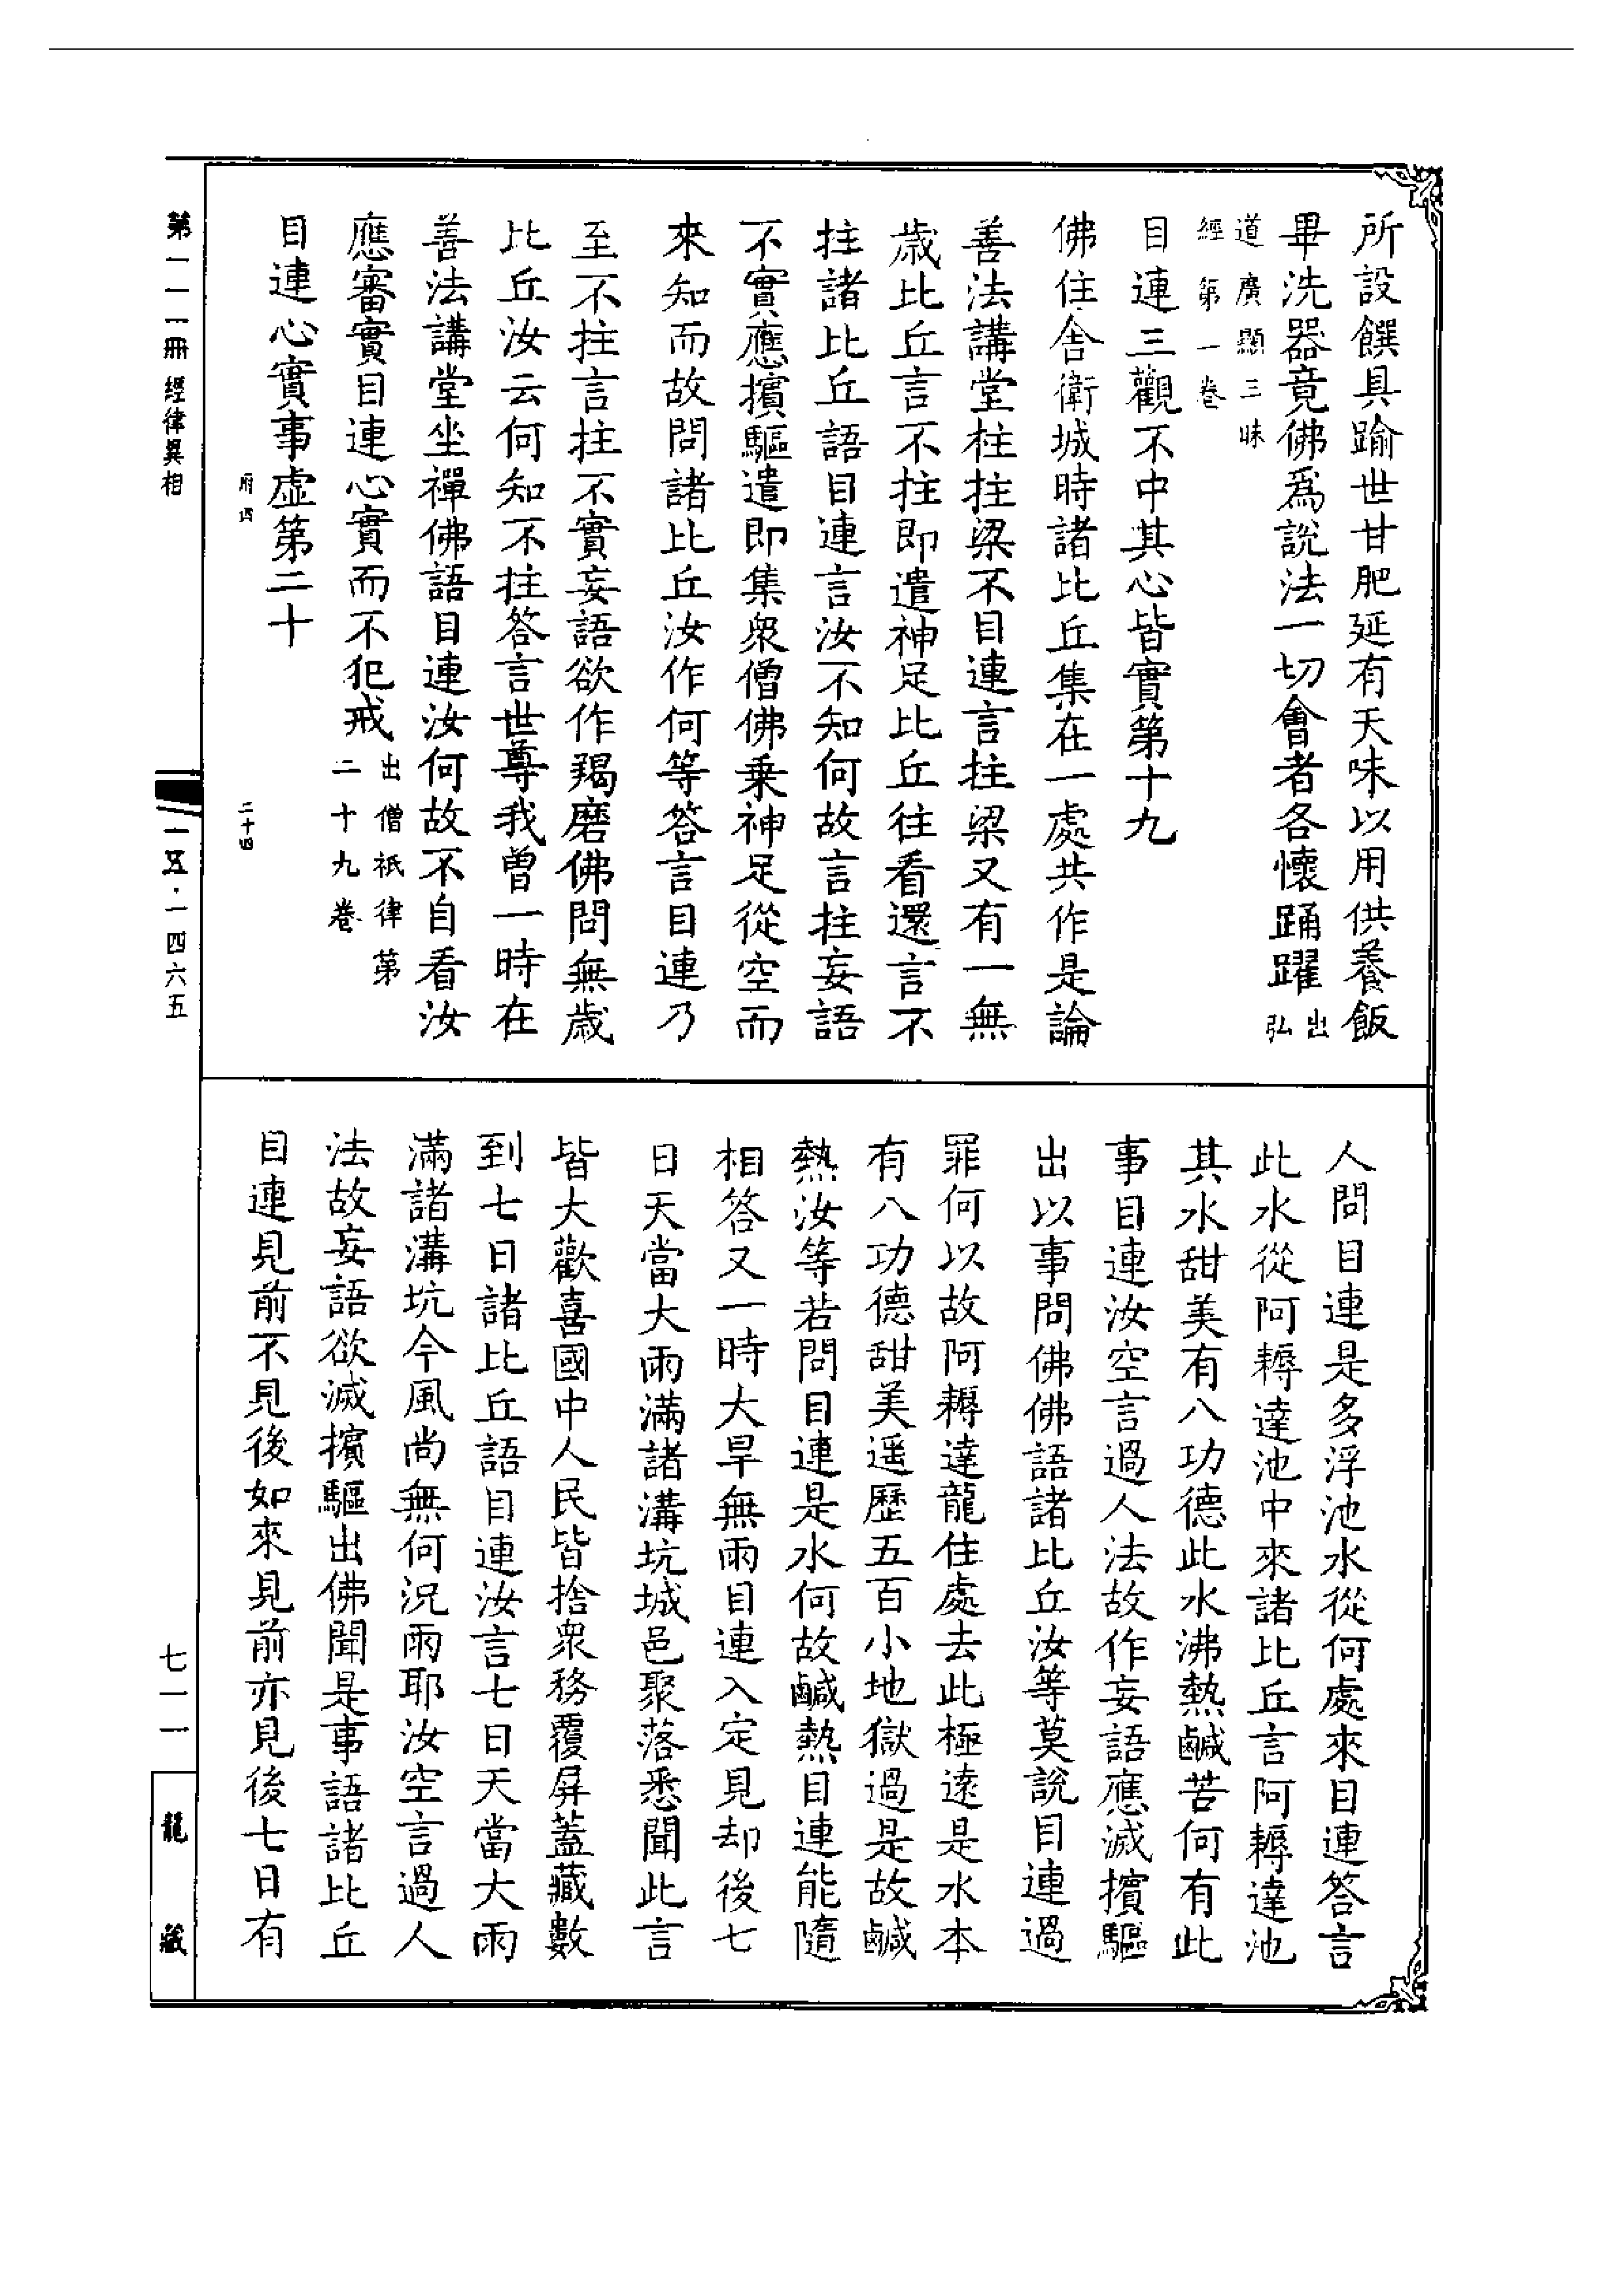 所設饌具踰世甘肥延有天味以用供養飯
畢洗器竟佛爲説法一切會者各懷踊躍出弘
道廣顯三昧
經第一卷
目連三觀不中其心皆實第十九
佛住舍衛城時諸比丘集在一處共作是論
善法講堂柱拄梁不目連言拄梁又有一無
歲比丘言不拄即遣神足比丘往看還言不
拄諸比丘語目連言汝不知何故言拄妄語
不實應擯驅遣即集衆僧佛乗神足從空而
來知而故問諸比丘汝作何等答言目連乃
至不拄言拄不實妄語欲作羯磨佛問無歲
比丘汝云何知不拄答言世尊我曾一時在
善法講堂坐禪佛語目連汝何故不自看汝
應審實目連心實而不犯戒出僧祇律第
二十九卷
目連心實事虚第二十
府四
二十四
人問目連是多浮池水從何處來目連答言
此水從阿耨達池中來諸比丘言阿耨達池
其水甜美有八功德此水沸熱鹹苦何有此
事目連汝空言過人法故作妄語應滅擯驅
出以事問佛佛語諸比丘汝等莫説目連過
罪何以故阿耨達龍住處去此極遠是水本
有八功德甜美遥歷五百小地獄過是故鹹
熱汝等若問目連是水何故鹹熱目連能隨
相答又一時大旱無雨目連入定見却後七
日天當大雨滿諸溝坑城邑聚落悉聞此言
皆大歡喜國中人民皆捨衆務覆屏蓋藏數
到七日諸比丘語目連汝言七日天當大雨
滿諸溝坑今風尚無何況雨耶汝空言過人
法故妄語欲滅擯驅出佛聞是事語諸比丘
目連見前不見後如來見前亦見後七日有
第一一一冊 經律異相
一五·一四六五
七一一
龍藏